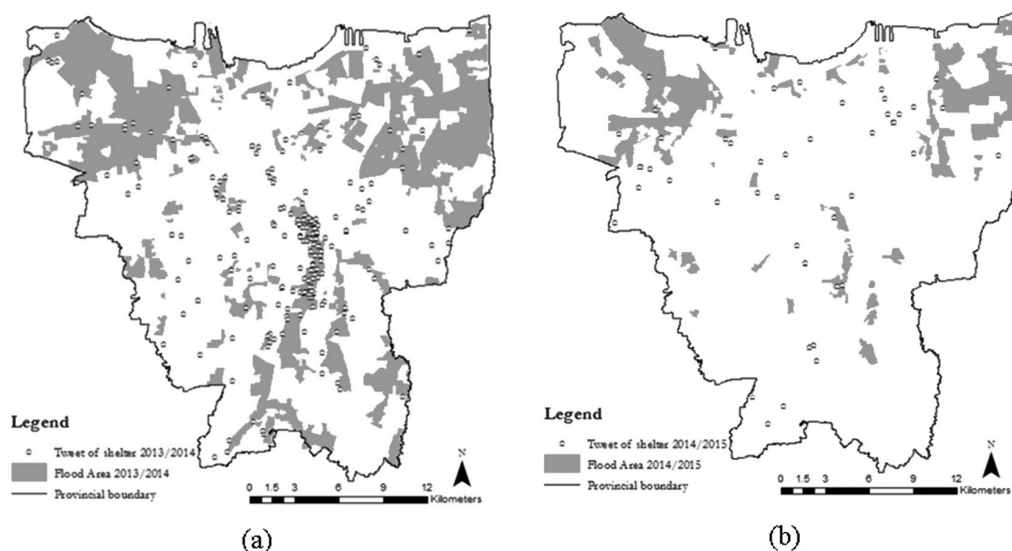 Legend
Tweet of shelter 2013/2014
Flood Area 2013/2014
Provincial boundary
N
0 1.5 3 6 9 12
Kilometers
(a)
Legend
Tweet of shelter 2014/2015
Flood Area 2014/2015
Provincial boundary
N
0 1.5 3 6 9 12
Kilometers
(b)